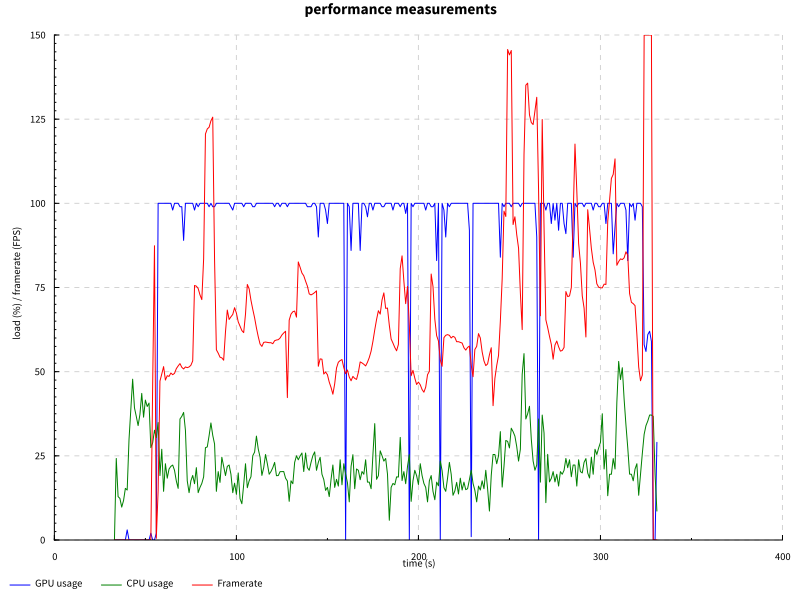 performance measurements
load (%) / framerate (FPS)
150
125
100
75
50
25
0
0 100 200 300 400
time (s)
GPU usage CPU usage Framerate